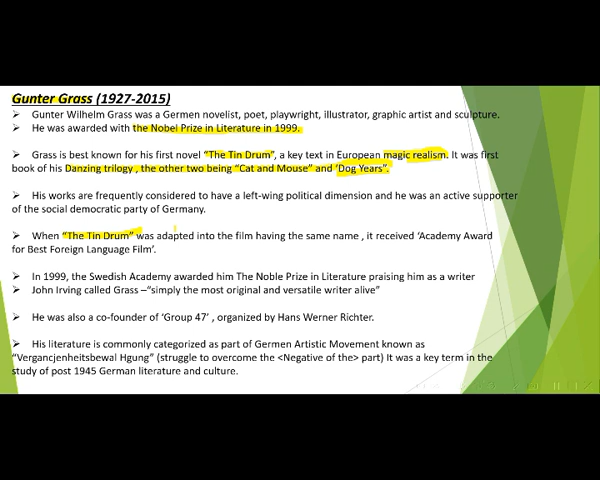 Gunter Grass (1927-2015)
➢ Gunter Wilhelm Grass was a Germen novelist, poet, playwright, illustrator, graphic artist and sculpture.
➢ He was awarded with the Nobel Prize in Literature in 1999.
➢ Grass is best known for his first novel “The Tin Drum”, a key text in European magic realism. It was first
book of his Danzing trilogy , the other two being “Cat and Mouse” and ‘Dog Years”.
➢ His works are frequently considered to have a left-wing political dimension and he was an active supporter
of the social democratic party of Germany.
➢ When “The Tin Drum” was adapted into the film having the same name , it received ‘Academy Award
for Best Foreign Language Film’.
➢ In 1999, the Swedish Academy awarded him The Noble Prize in Literature praising him as a writer
➢ John Irving called Grass –“simply the most original and versatile writer alive”
➢ He was also a co-founder of ‘Group 47’ , organized by Hans Werner Richter.
➢ His literature is commonly categorized as part of Germen Artistic Movement known as
“Vergancjenheitsbewal Hgung” (struggle to overcome the <Negative of the> part) It was a key term in the
study of post 1945 German literature and culture.